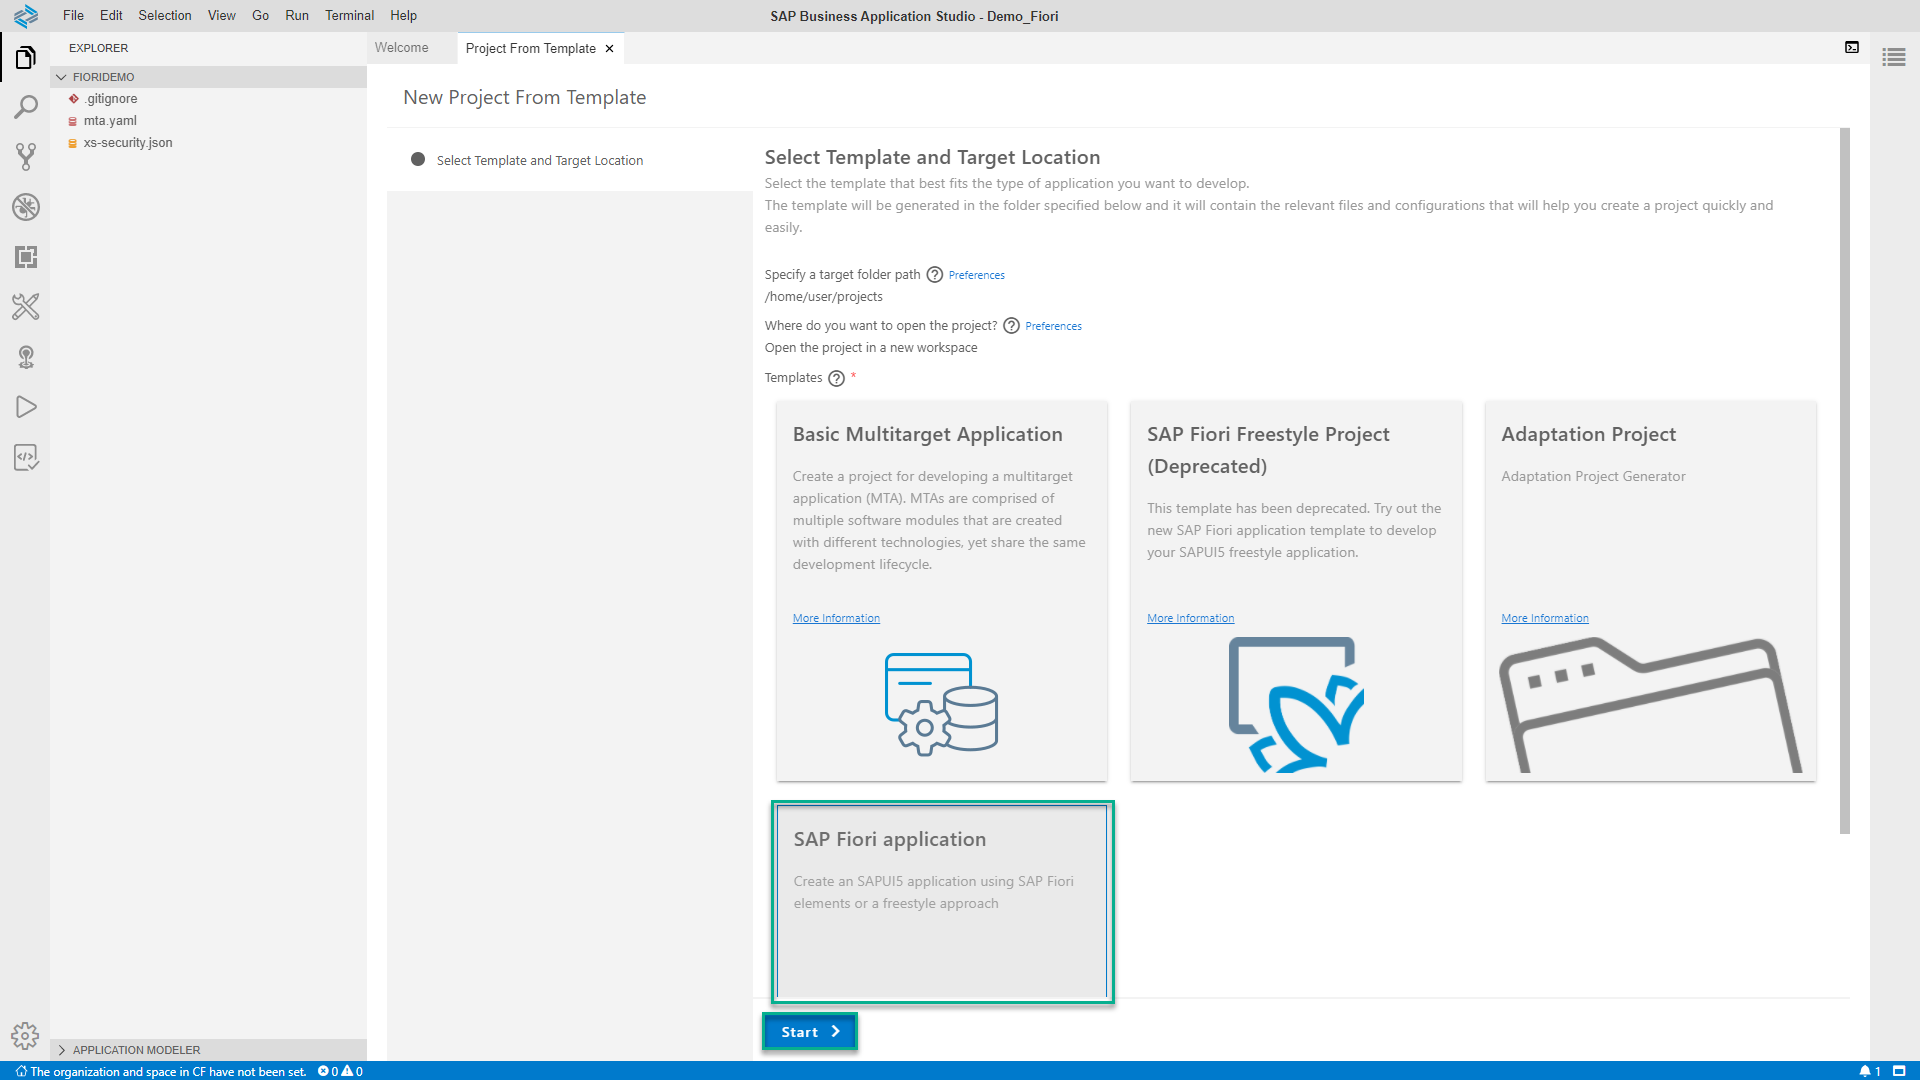 File Edit Selection View Go Run Terminal Help
SAP Business Application Studio - Demo_Fiori
EXPLORER
FIORIDEMO
.gitignore
mta.yaml
xs-security.json
APPLICATION MODELER
Welcome
Project From Template
New Project From Template
Select Template and Target Location
Select Template and Target Location
Select the template that best fits the type of application you want to develop.
The template will be generated in the folder specified below and it will contain the relevant files and configurations that will help you create a project quickly and
easily.
Specify a target folder path ? Preferences
/home/user/projects
Where do you want to open the project? ? Preferences
Open the project in a new workspace
Templates ? *
Basic Multitarget Application
Create a project for developing a multitarget
application (MTA). MTAs are comprised of
multiple software modules that are created
with different technologies, yet share the same
development lifecycle.
More Information
SAP Fiori Freestyle Project
(Deprecated)
This template has been deprecated. Try out the
new SAP Fiori application template to develop
your SAPUI5 freestyle application.
More Information
Adaptation Project
Adaptation Project Generator
More Information
SAP Fiori application
Create an SAPUI5 application using SAP Fiori
elements or a freestyle approach
Start
The organization and space in CF have not been set. 0 0
1